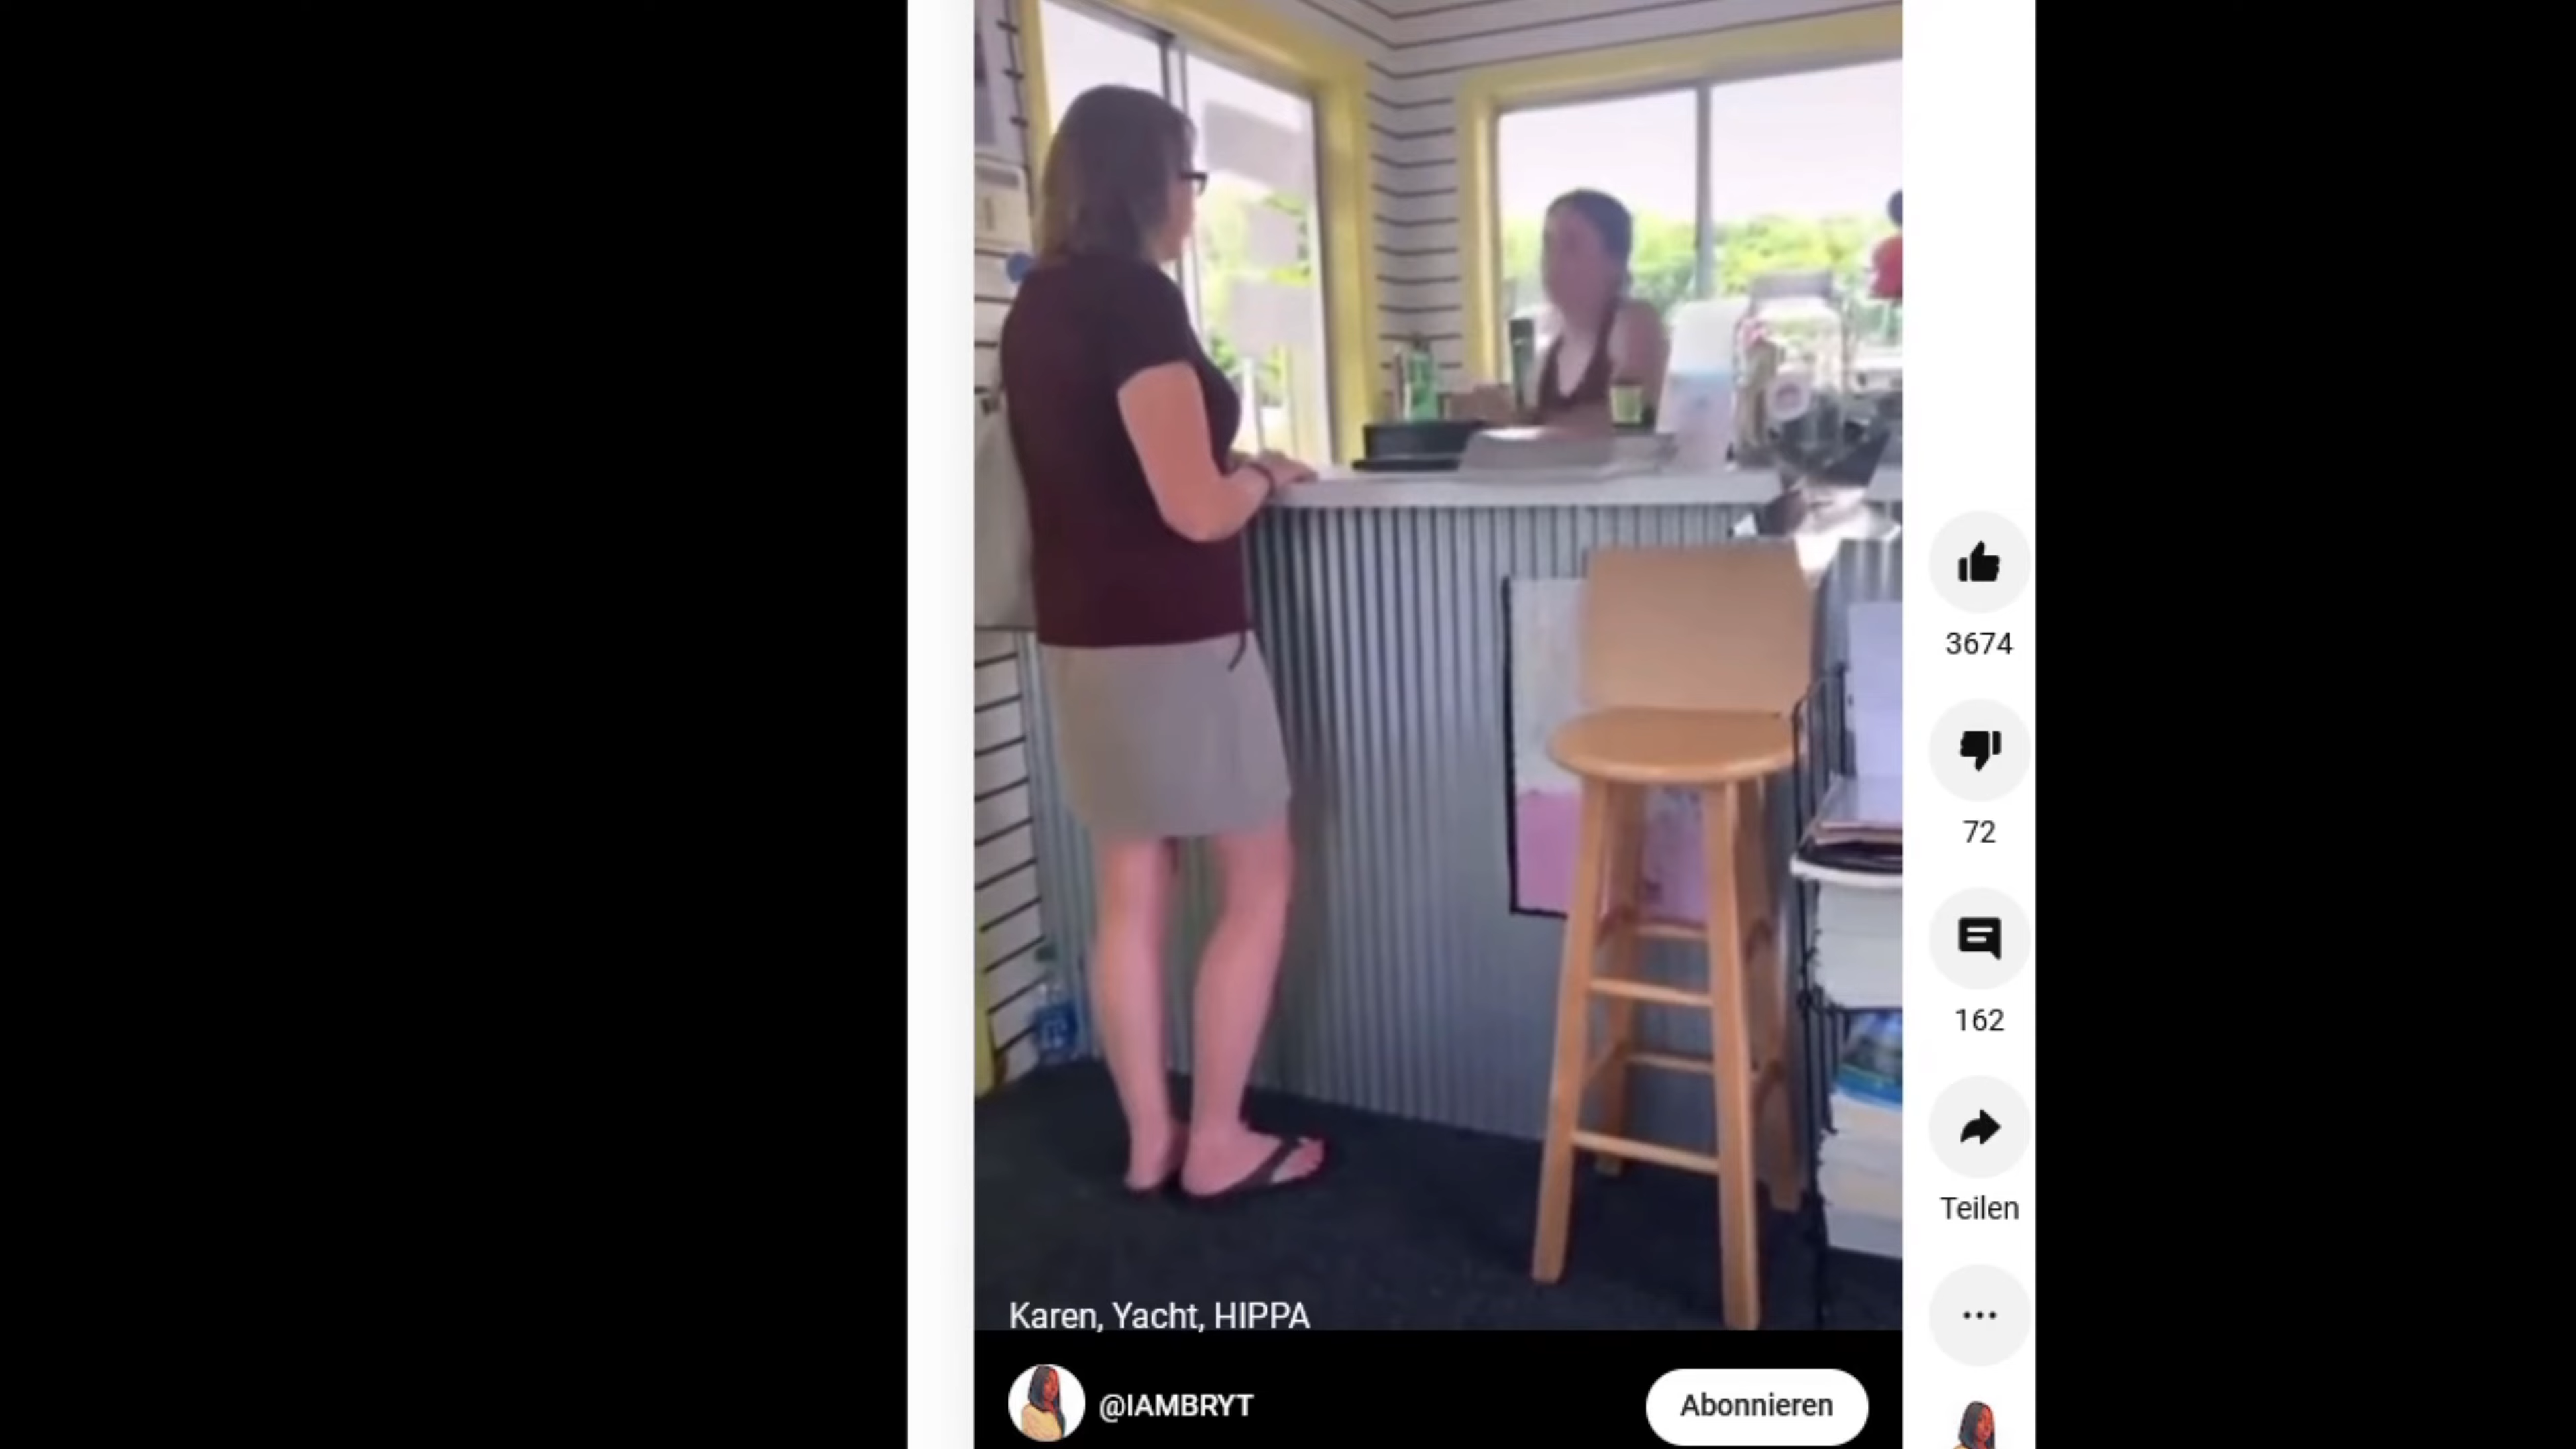 3674
72
162
Teilen
Karen, Yacht, HIPPA
@IAMBRYT
Abonnieren